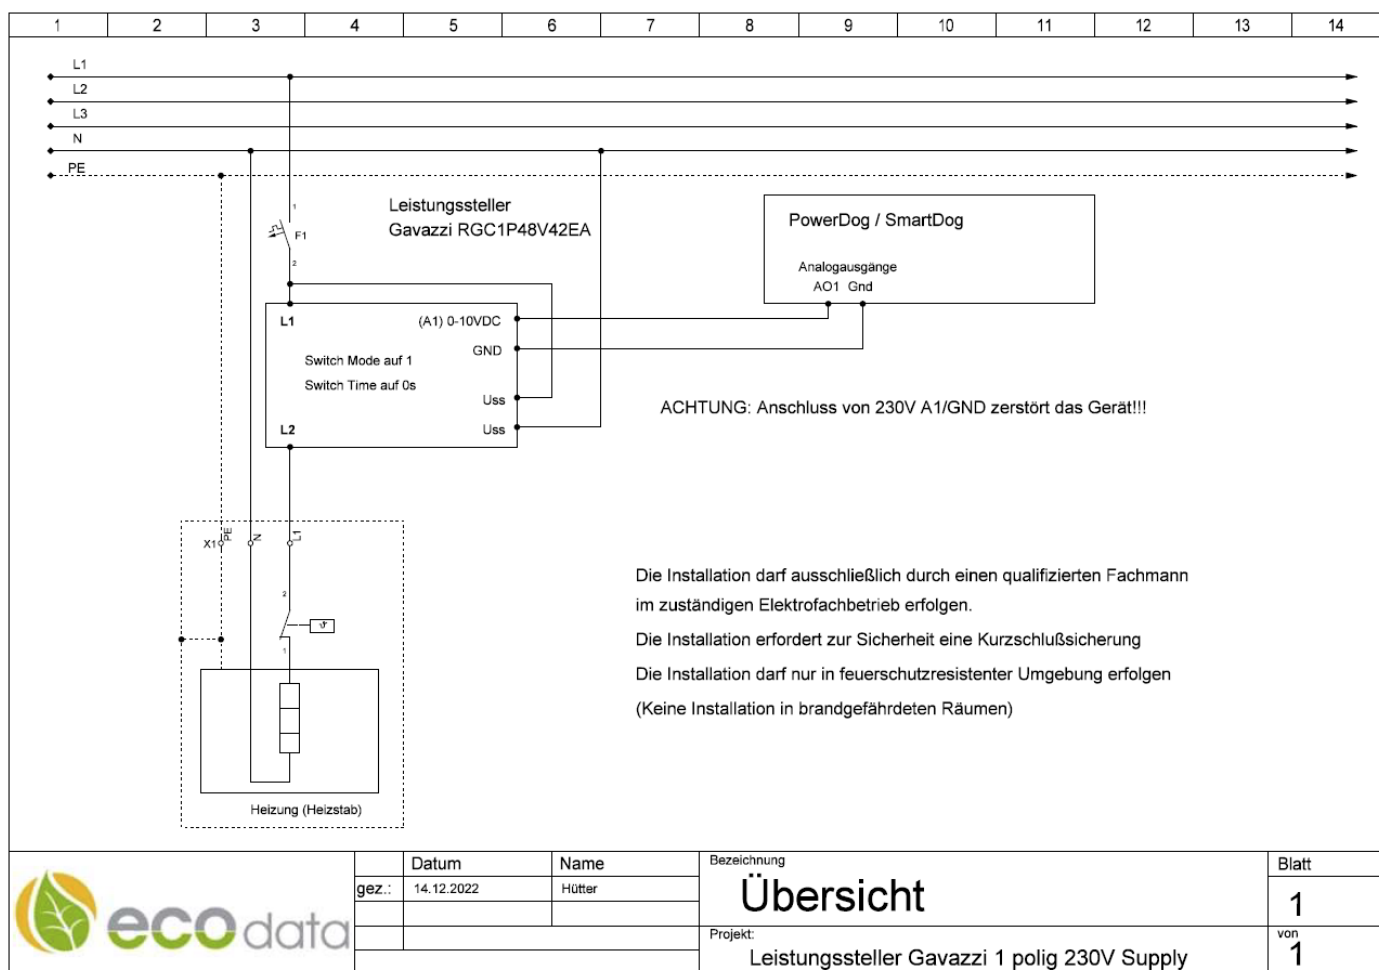 1 2 3 4 5 6 7 8 9 10 11 12 13 14
L1
L2
L3
N
PE
Leistungssteller
Gavazzi RGC1P48V42EA
1
F1
2
PowerDog / SmartDog
Analogausgänge
AO1 Gnd
L1
(A1) 0-10VDC
GND
Switch Mode auf 1
Switch Time auf 0s
Uss
L2
Uss
ACHTUNG: Anschluss von 230V A1/GND zerstört das Gerät!!!
X1
PE
N
L1
2
ϑ
1
Heizung (Heizstab)
Die Installation darf ausschließlich durch einen qualifizierten Fachmann
im zuständigen Elektrofachbetrieb erfolgen.
Die Installation erfordert zur Sicherheit eine Kurzschlußsicherung
Die Installation darf nur in feuerschutzresistenter Umgebung erfolgen
(Keine Installation in brandgefährdeten Räumen)
ecodata
Datum Name
gez.: 14.12.2022 Hütter
Bezeichnung
Übersicht
Projekt:
Leistungssteller Gavazzi 1 polig 230V Supply
Blatt
1
von
1